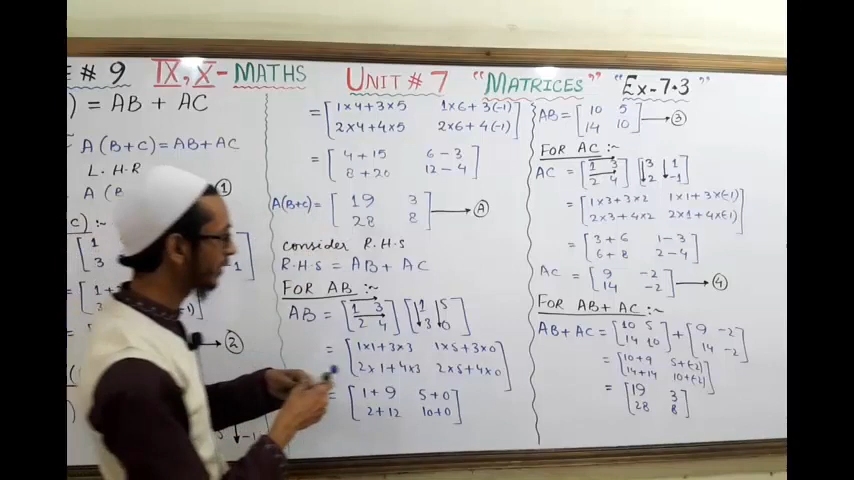 E # 9 IX, X - MATHS UNIT # 7 "MATRICES" "Ex-7.3"
) = AB + AC
A(B+C) = AB+AC
L.H.R
A (B
①
c) :-
[1
3
1]
= [1+
②
-1
= [1×4+3×5 1×6+3(-1)
2×4+4×5 2×6+4(-1)]
= [4+15 6-3
8+20 12-4]
A(B+C) = [19 3
28 8] → Ⓐ
consider R.H.S
R.H.S = AB + AC
FOR AB :-
AB = [1 3
2 4] [1 5
3 0]
= [1×1+3×3 1×5+3×0
2×1+4×3 2×5+4×0]
= [1+9 5+0
2+12 10+0]
AB = [10 5
14 10] → ③
FOR AC :-
AC = [1 3
2 4] [3 1
2 -1]
= [1×3+3×2 1×1+3×(-1)
2×3+4×2 2×1+4×(-1)]
= [3+6 1-3
6+8 2-4]
AC = [9 -2
14 -2] → ④
FOR AB+AC :-
AB+AC = [10 5
14 10] + [9 -2
14 -2]
= [10+9 5+(-2)
14+14 10+(-2)]
= [19 3
28 8]